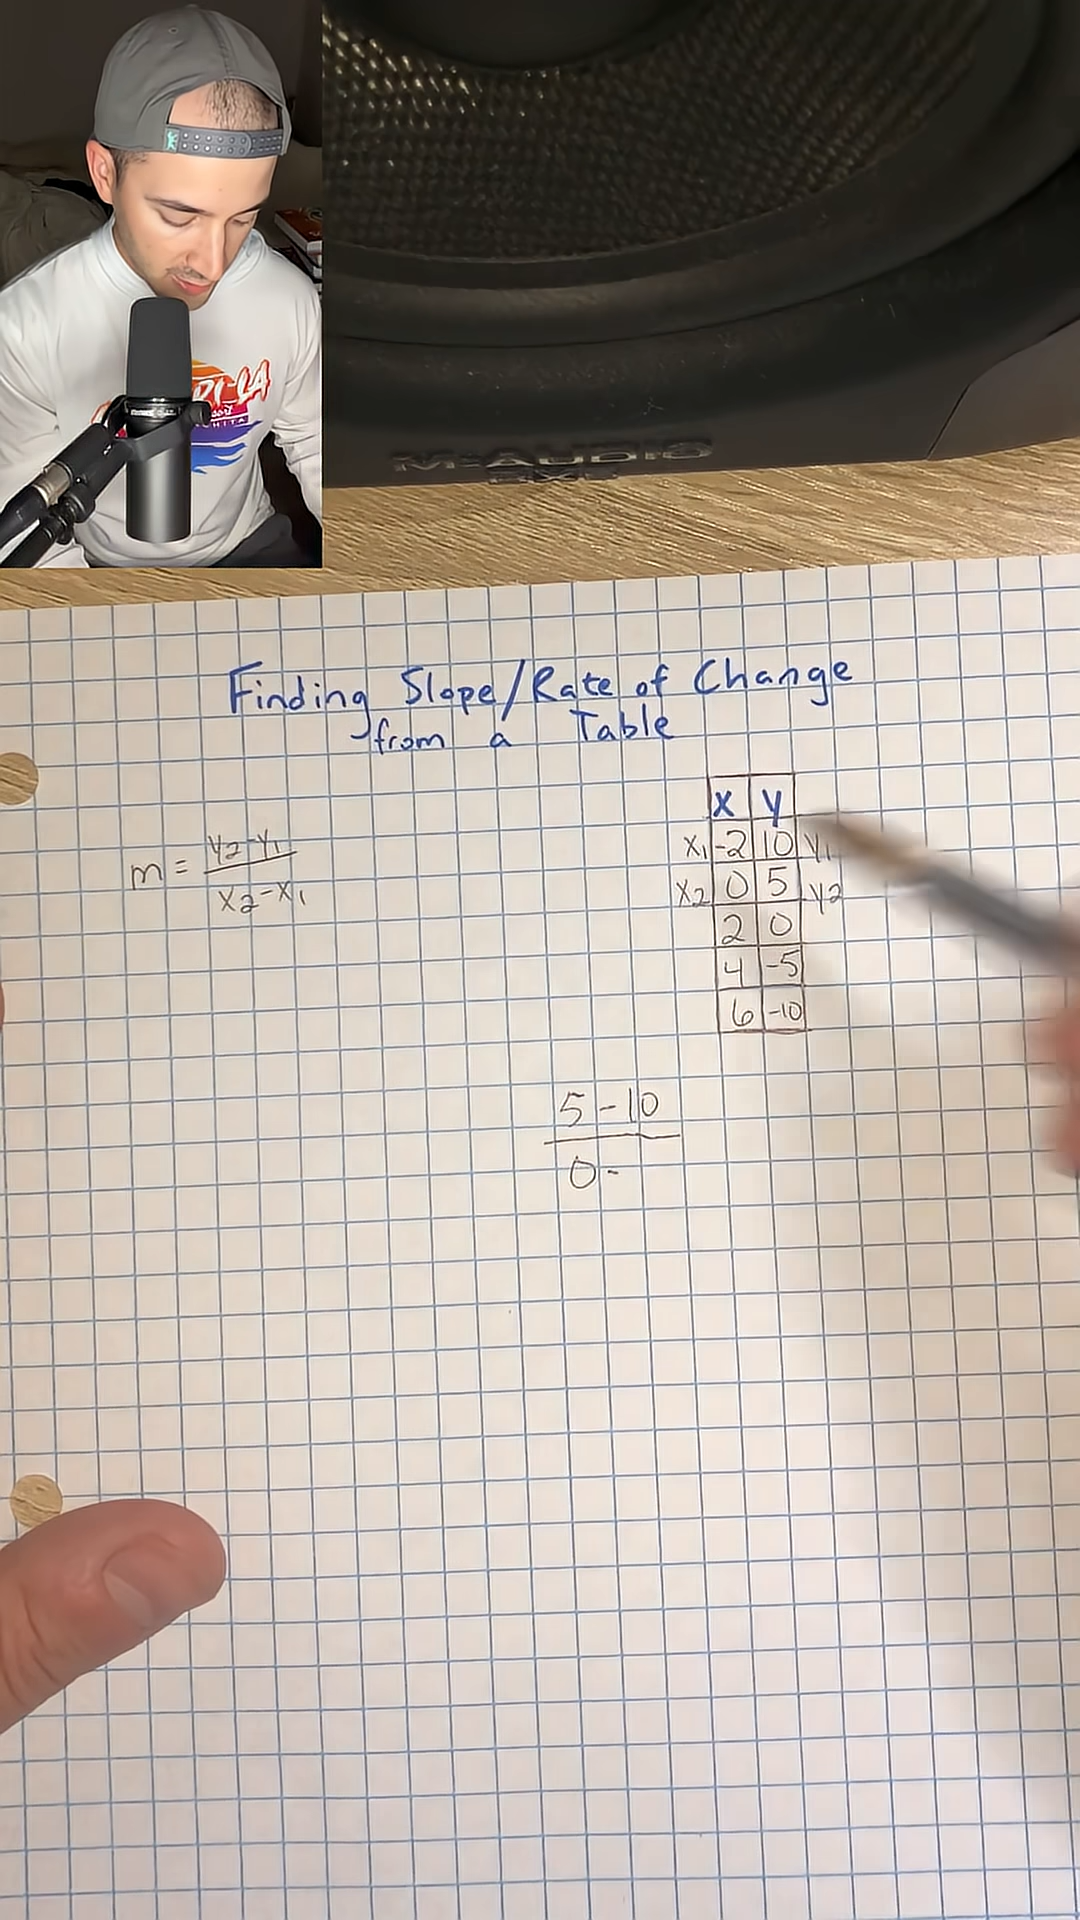 M-AUDIO
Finding Slope/Rate of Change
from a Table
m = y2-y1
x2-x1
x y
x1 -2 10 y1
x2 0 5 y2
2 0
4 -5
6 -10
5-10
0-